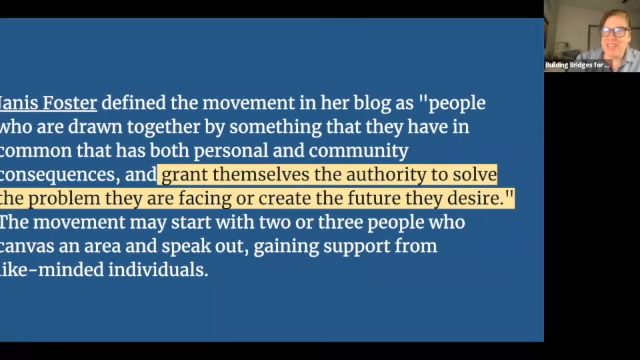 Janis Foster defined the movement in her blog as "people
who are drawn together by something that they have in
common that has both personal and community
consequences, and grant themselves the authority to solve
the problem they are facing or create the future they desire."
The movement may start with two or three people who
canvas an area and speak out, gaining support from
like-minded individuals.
Building Bridges for ...